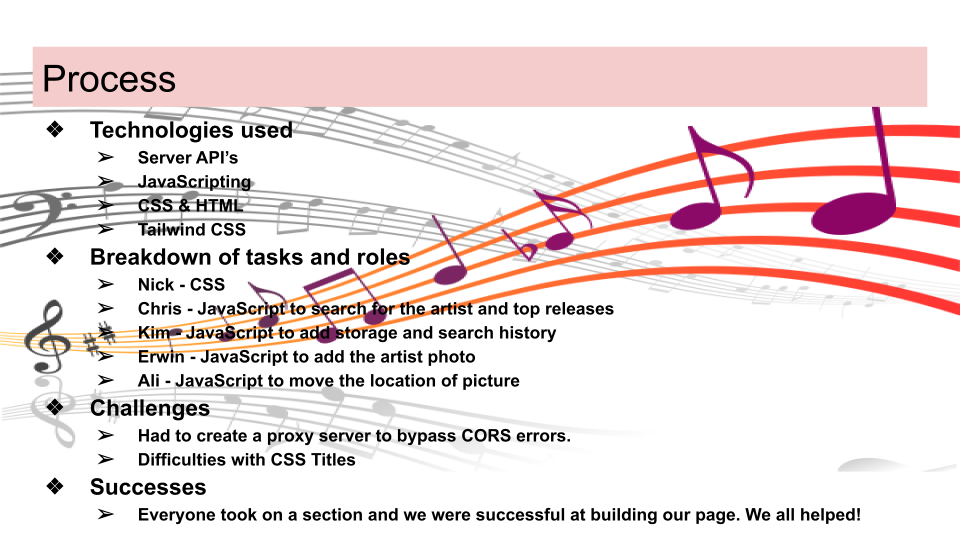 Process
❖ Technologies used
➢ Server API’s
➢ JavaScripting
➢ CSS & HTML
➢ Tailwind CSS
❖ Breakdown of tasks and roles
➢ Nick - CSS
➢ Chris - JavaScript to search for the artist and top releases
➢ Kim - JavaScript to add storage and search history
➢ Erwin - JavaScript to add the artist photo
➢ Ali - JavaScript to move the location of picture
❖ Challenges
➢ Had to create a proxy server to bypass CORS errors.
➢ Difficulties with CSS Titles
❖ Successes
➢ Everyone took on a section and we were successful at building our page. We all helped!